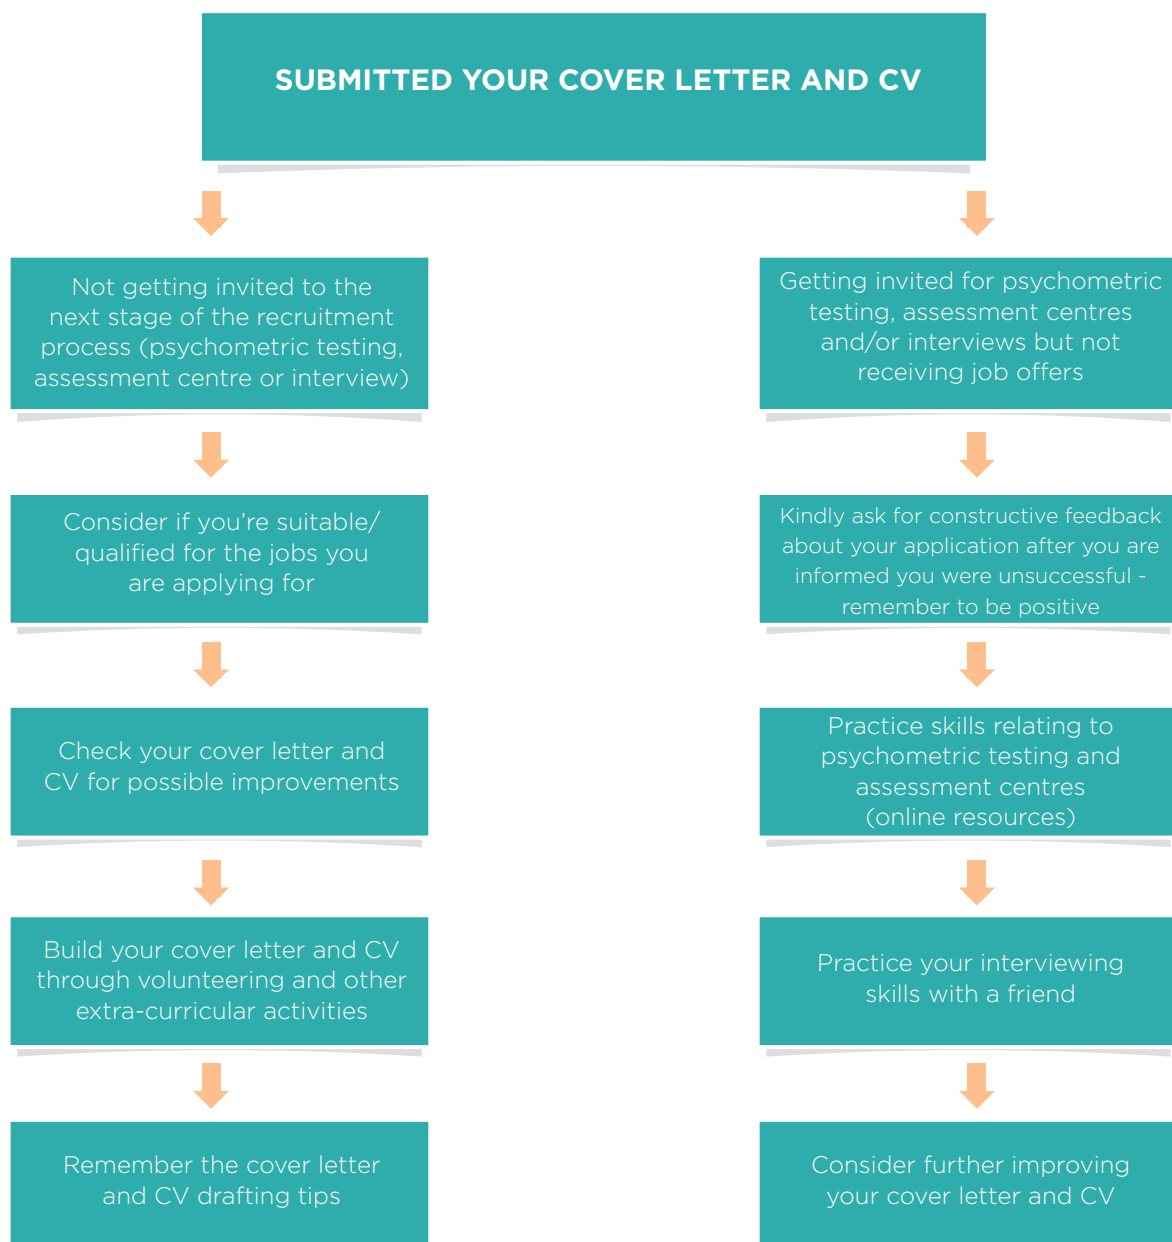 SUBMITTED YOUR COVER LETTER AND CV
Not getting invited to the
next stage of the recruitment
process (psychometric testing,
assessment centre or interview)
Consider if you’re suitable/
qualified for the jobs you
are applying for
Check your cover letter and
CV for possible improvements
Build your cover letter and CV
through volunteering and other
extra-curricular activities
Remember the cover letter
and CV drafting tips
Getting invited for psychometric
testing, assessment centres
and/or interviews but not
receiving job offers
Kindly ask for constructive feedback
about your application after you are
informed you were unsuccessful -
remember to be positive
Practice skills relating to
psychometric testing and
assessment centres
(online resources)
Practice your interviewing
skills with a friend
Consider further improving
your cover letter and CV